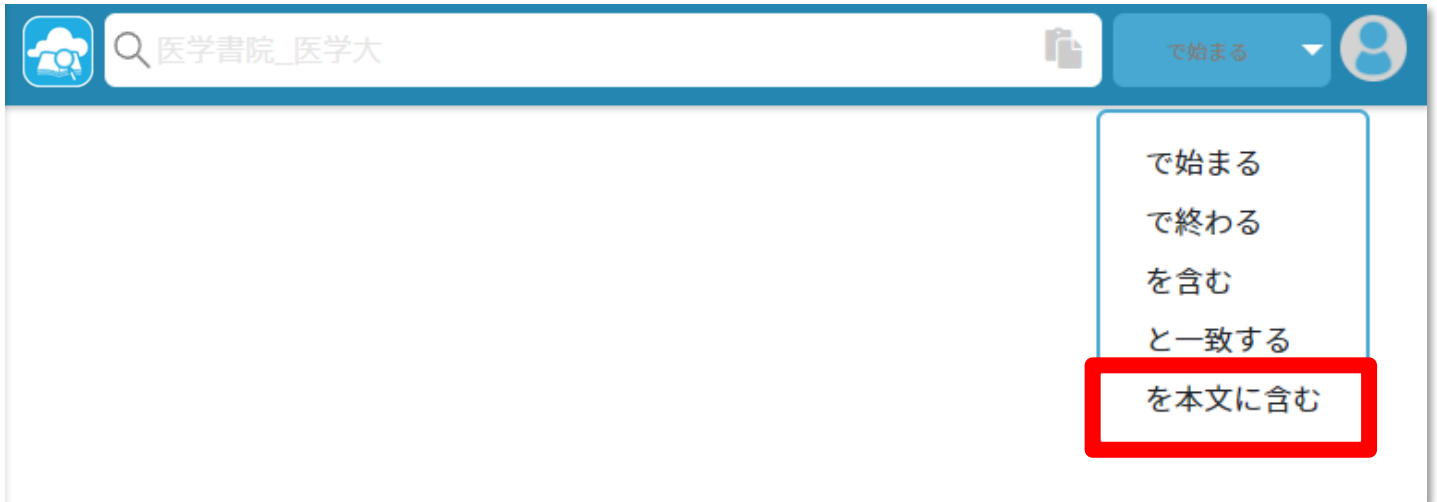 医学書院_医学大
で始まる
で始まる
で終わる
を含む
と一致する
を本文に含む